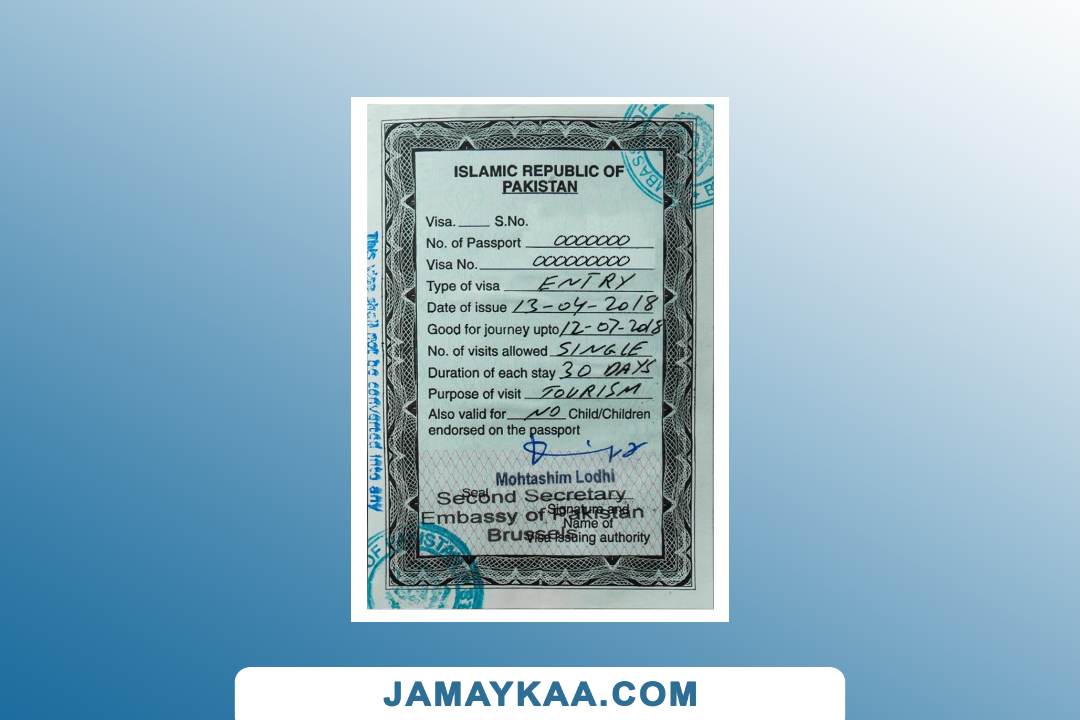 ISLAMIC REPUBLIC OF
PAKISTAN
Visa. ____ S.No.
No. of Passport 0000000
Visa No. 000000000
Type of visa ENTRY
Date of issue 13-04-2018
Good for journey upto 12-07-2018
No. of visits allowed SINGLE
Duration of each stay 30 DAYS
Purpose of visit TOURISM
Also valid for NO Child/Children
endorsed on the passport
Mohtashim Lodhi
Seal
Second Secretary
Signature and
Embassy of Pakistan
Name of
Brussels
Visa issuing authority
This visa shall not be converted into any
JAMAYKAA.COM